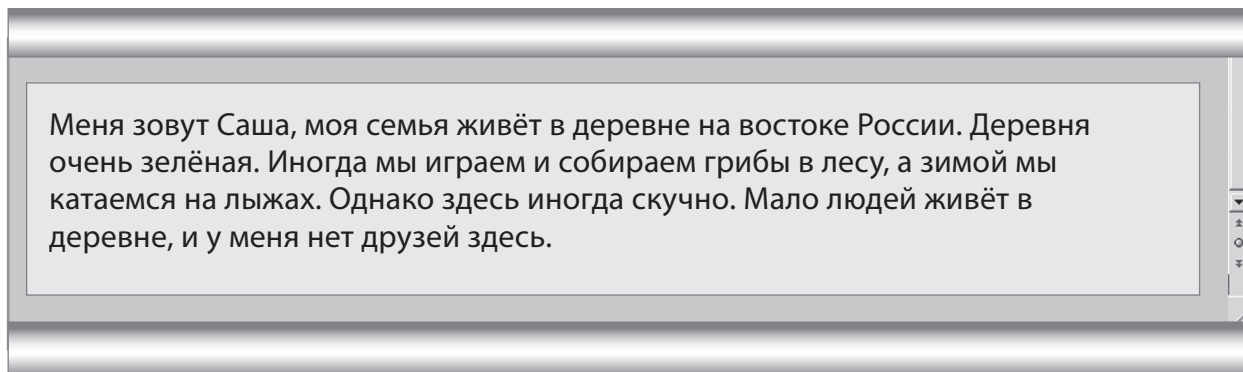 Меня зовут Саша, моя семья живёт в деревне на востоке России. Деревня
очень зелёная. Иногда мы играем и собираем грибы в лесу, а зимой мы
катаемся на лыжах. Однако здесь иногда скучно. Мало людей живёт в
деревне, и у меня нет друзей здесь.